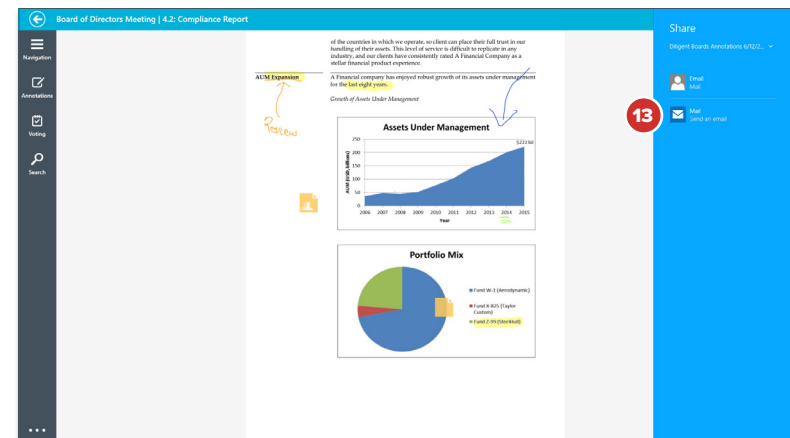 Board of Directors Meeting | 4.2: Compliance Report
Navigation
Annotations
Voting
Search
of the countries in which we operate, so client can place their full trust in our
handling of their assets. This level of service is difficult to replicate in any
industry, and our clients have consistently rated A Financial Company as a
stellar financial product experience.
AUM Expansion
A Financial company has enjoyed robust growth of its assets under management
for the last eight years.
Growth of Assets Under Management
Review
Assets Under Management
$223 bil
AUM (USD, billions)
250
200
150
100
50
0
2006 2007 2008 2009 2010 2011 2012 2013 2014 2015
Year
Portfolio Mix
Fund W-1 (Aerodynamic)
Fund X-825 (Taylor
Custom)
Fund Z-99 (SteelHull)
Share
Diligent Boards Annotations 6/12/2...
Email
Mail
13
Mail
Send an email